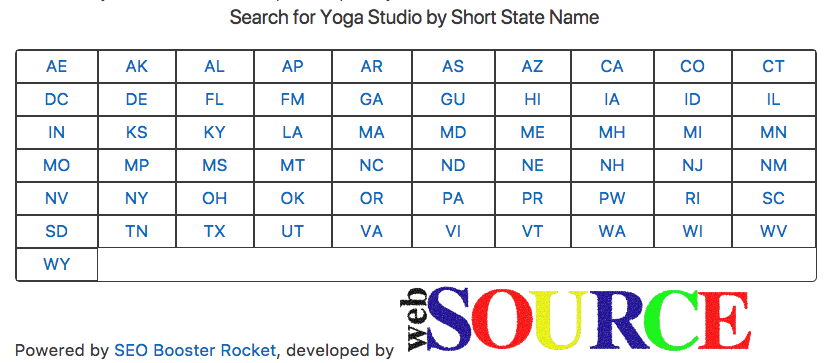 Search for Yoga Studio by Short State Name
AE AK AL AP AR AS AZ CA CO CT
DC DE FL FM GA GU HI IA ID IL
IN KS KY LA MA MD ME MH MI MN
MO MP MS MT NC ND NE NH NJ NM
NV NY OH OK OR PA PR PW RI SC
SD TN TX UT VA VI VT WA WI WV
WY
Powered by SEO Booster Rocket, developed by web SOURCE